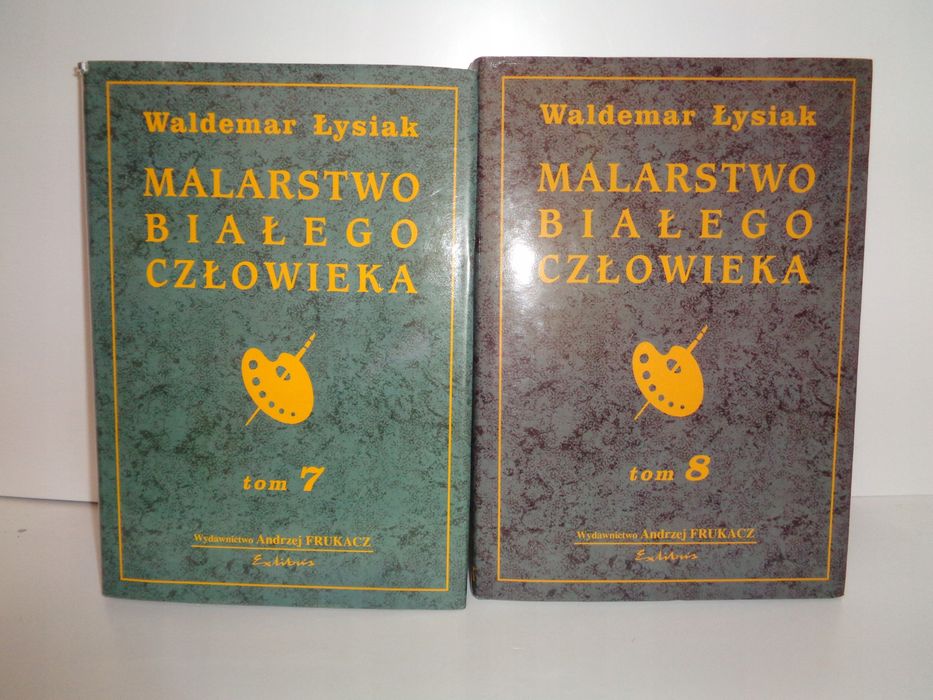 Waldemar Łysiak
MALARSTWO
BIAŁEGO
CZŁOWIEKA
tom 7
Wydawnictwo Andrzej FRUKACZ
Exlibris
Waldemar Łysiak
MALARSTWO
BIAŁEGO
CZŁOWIEKA
tom 8
Wydawnictwo Andrzej FRUKACZ
Exlibris